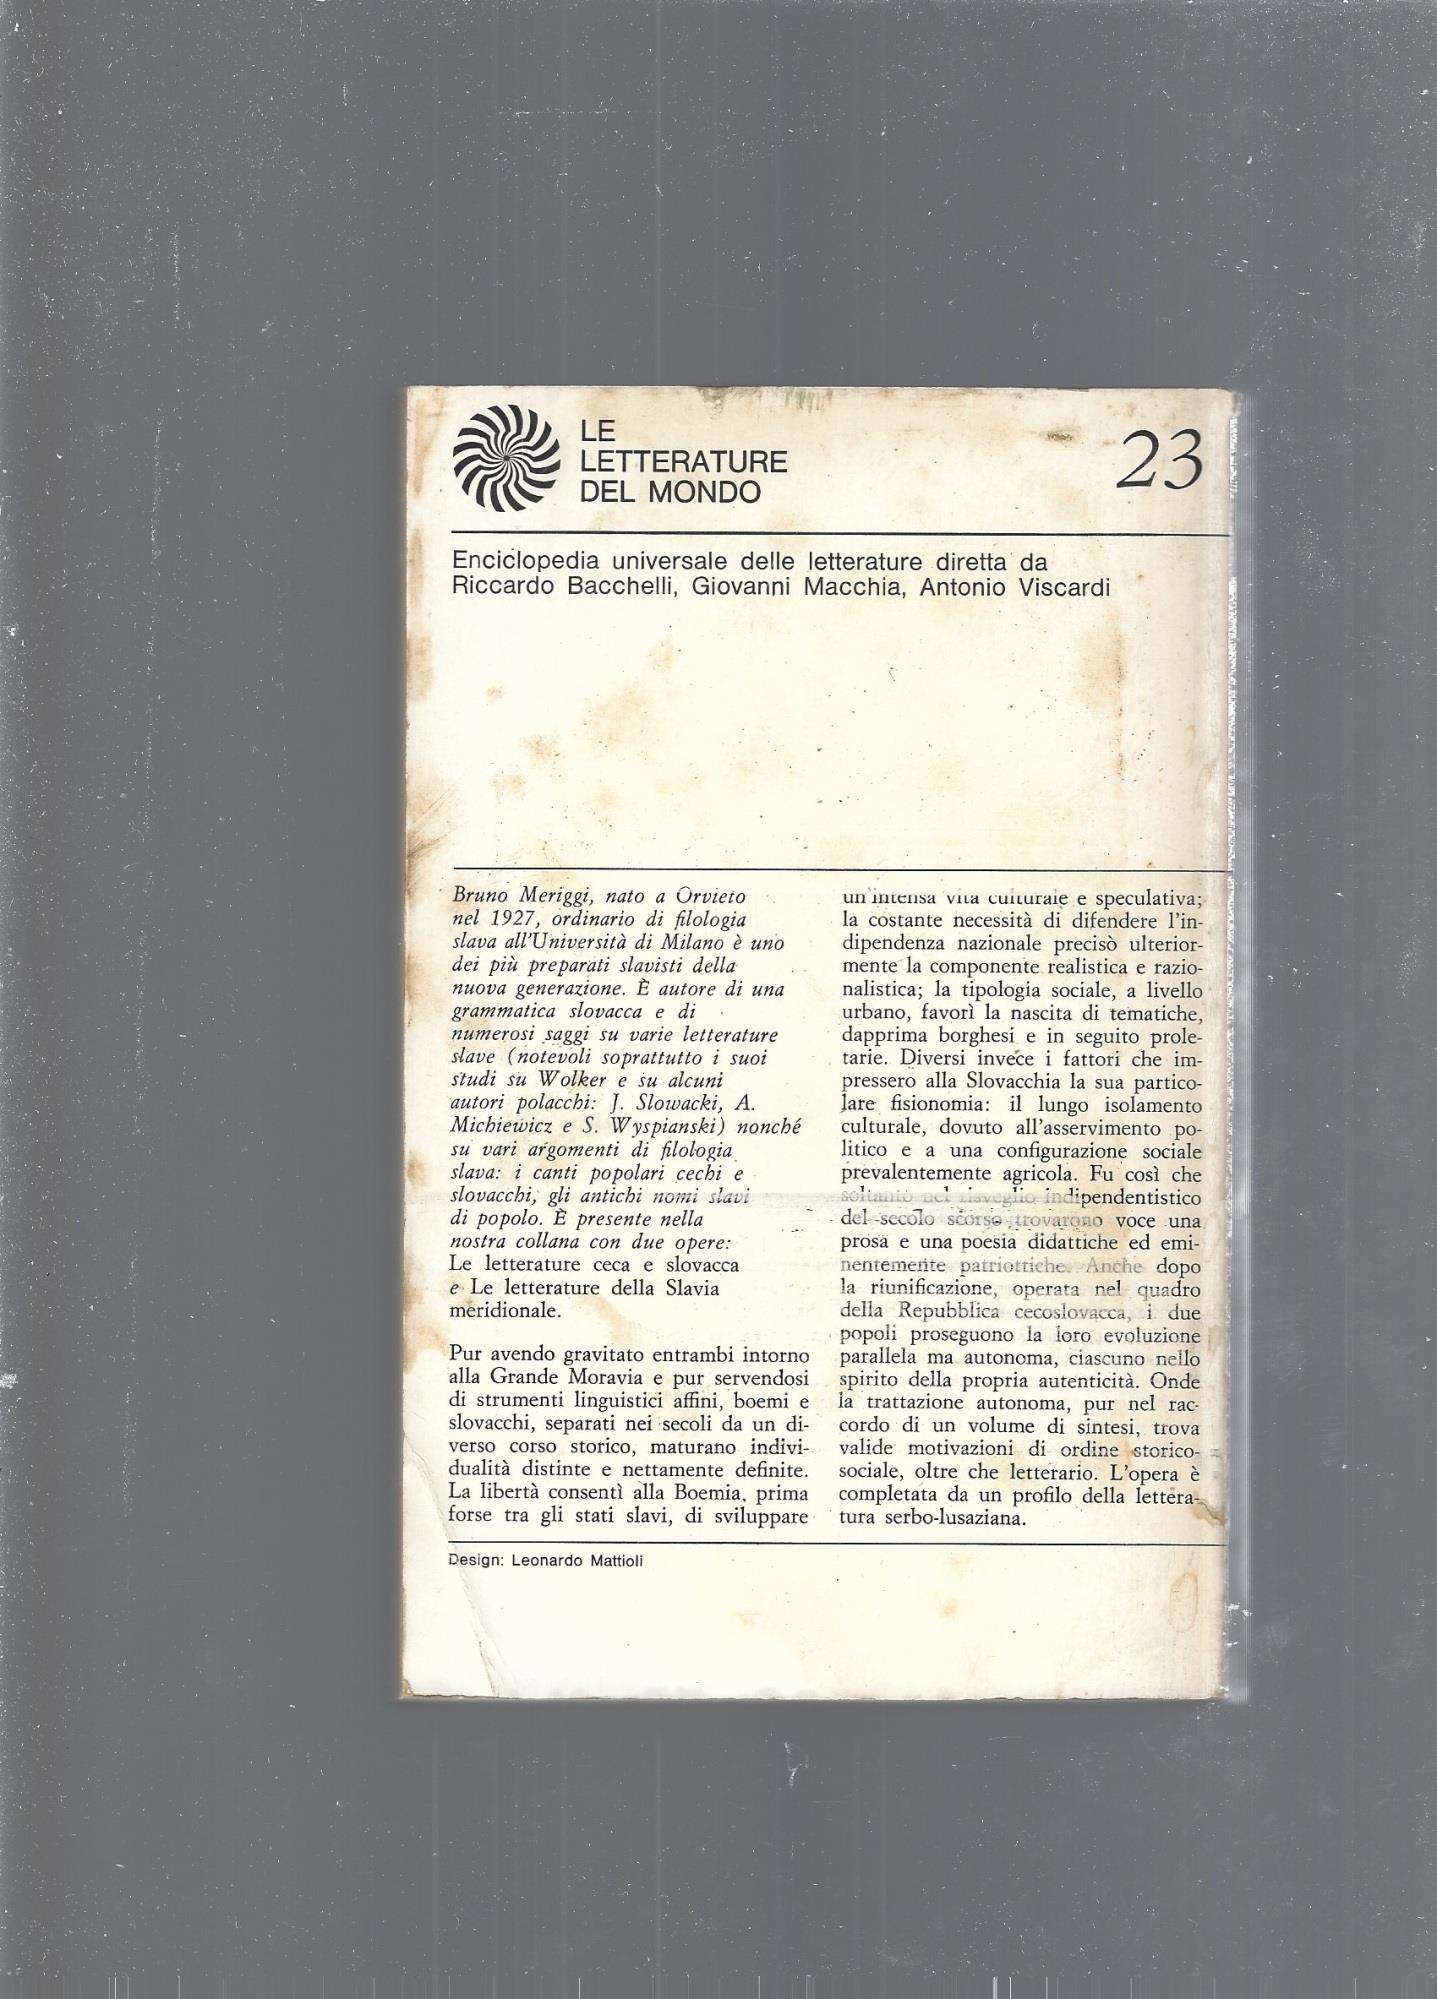 LE
LETTERATURE
DEL MONDO
23
Enciclopedia universale delle letterature diretta da
Riccardo Bacchelli, Giovanni Macchia, Antonio Viscardi
Bruno Meriggi, nato a Orvieto
nel 1927, ordinario di filologia
slava all'Università di Milano è uno
dei più preparati slavisti della
nuova generazione. È autore di una
grammatica slovacca e di
numerosi saggi su varie letterature
slave (notevoli soprattutto i suoi
studi su Wolker e su alcuni
autori polacchi: J. Slowacki, A.
Michiewicz e S. Wyspianski) nonché
su vari argomenti di filologia
slava: i canti popolari cechi e
slovacchi, gli antichi nomi slavi
di popolo. È presente nella
nostra collana con due opere:
Le letterature ceca e slovacca
e Le letterature della Slavia
meridionale.
Pur avendo gravitato entrambi intorno
alla Grande Moravia e pur servendosi
di strumenti linguistici affini, boemi e
slovacchi, separati nei secoli da un di-
verso corso storico, maturano indivi-
dualità distinte e nettamente definite.
La libertà consentì alla Boemia, prima
forse tra gli stati slavi, di sviluppare
un'intensa vita culturale e speculativa;
la costante necessità di difendere l'in-
dipendenza nazionale precisò ulterior-
mente la componente realistica e razio-
nalistica; la tipologia sociale, a livello
urbano, favorì la nascita di tematiche,
dapprima borghesi e in seguito prole-
tarie. Diversi invece i fattori che im-
pressero alla Slovacchia la sua partico-
lare fisionomia: il lungo isolamento
culturale, dovuto all'asservimento po-
litico e a una configurazione sociale
prevalentemente agricola. Fu così che
soltanto nel risveglio indipendentistico
del secolo scorso trovarono voce una
prosa e una poesia didattiche ed emi-
nentemente patriottiche. Anche dopo
la riunificazione, operata nel quadro
della Repubblica cecoslovacca, i due
popoli proseguono la loro evoluzione
parallela ma autonoma, ciascuno nello
spirito della propria autenticità. Onde
la trattazione autonoma, pur nel rac-
cordo di un volume di sintesi, trova
valide motivazioni di ordine storico-
sociale, oltre che letterario. L'opera è
completata da un profilo della lettera-
tura serbo-lusaziana.
Design: Leonardo Mattioli